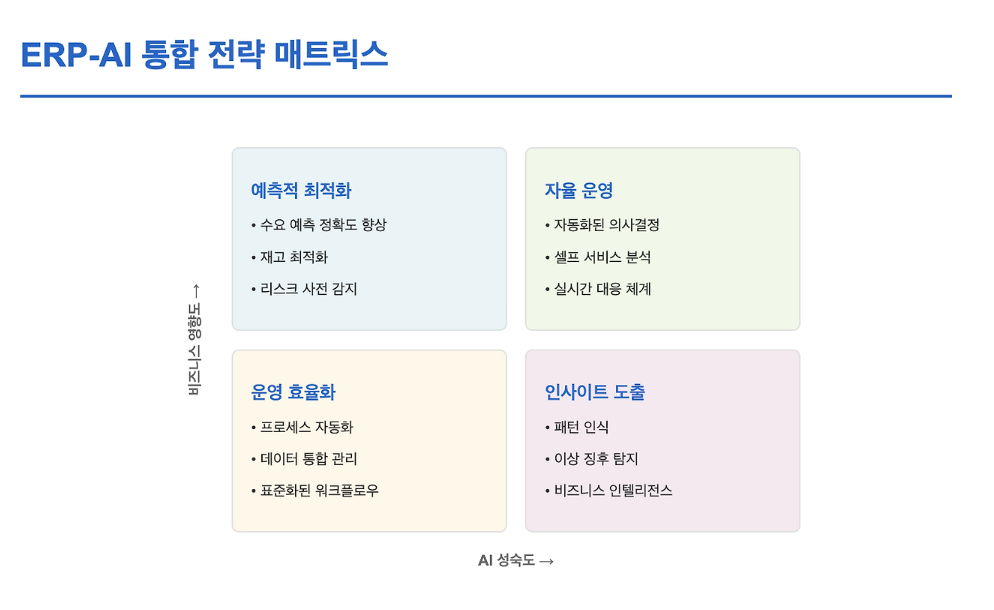 ERP-AI 통합 전략 매트릭스
예측적 최적화
• 수요 예측 정확도 향상
• 재고 최적화
• 리스크 사전 감지
자율 운영
• 자동화된 의사결정
• 셀프 서비스 분석
• 실시간 대응 체계
비즈니스 영향도 →
운영 효율화
• 프로세스 자동화
• 데이터 통합 관리
• 표준화된 워크플로우
인사이트 도출
• 패턴 인식
• 이상 징후 탐지
• 비즈니스 인텔리전스
AI 성숙도 →